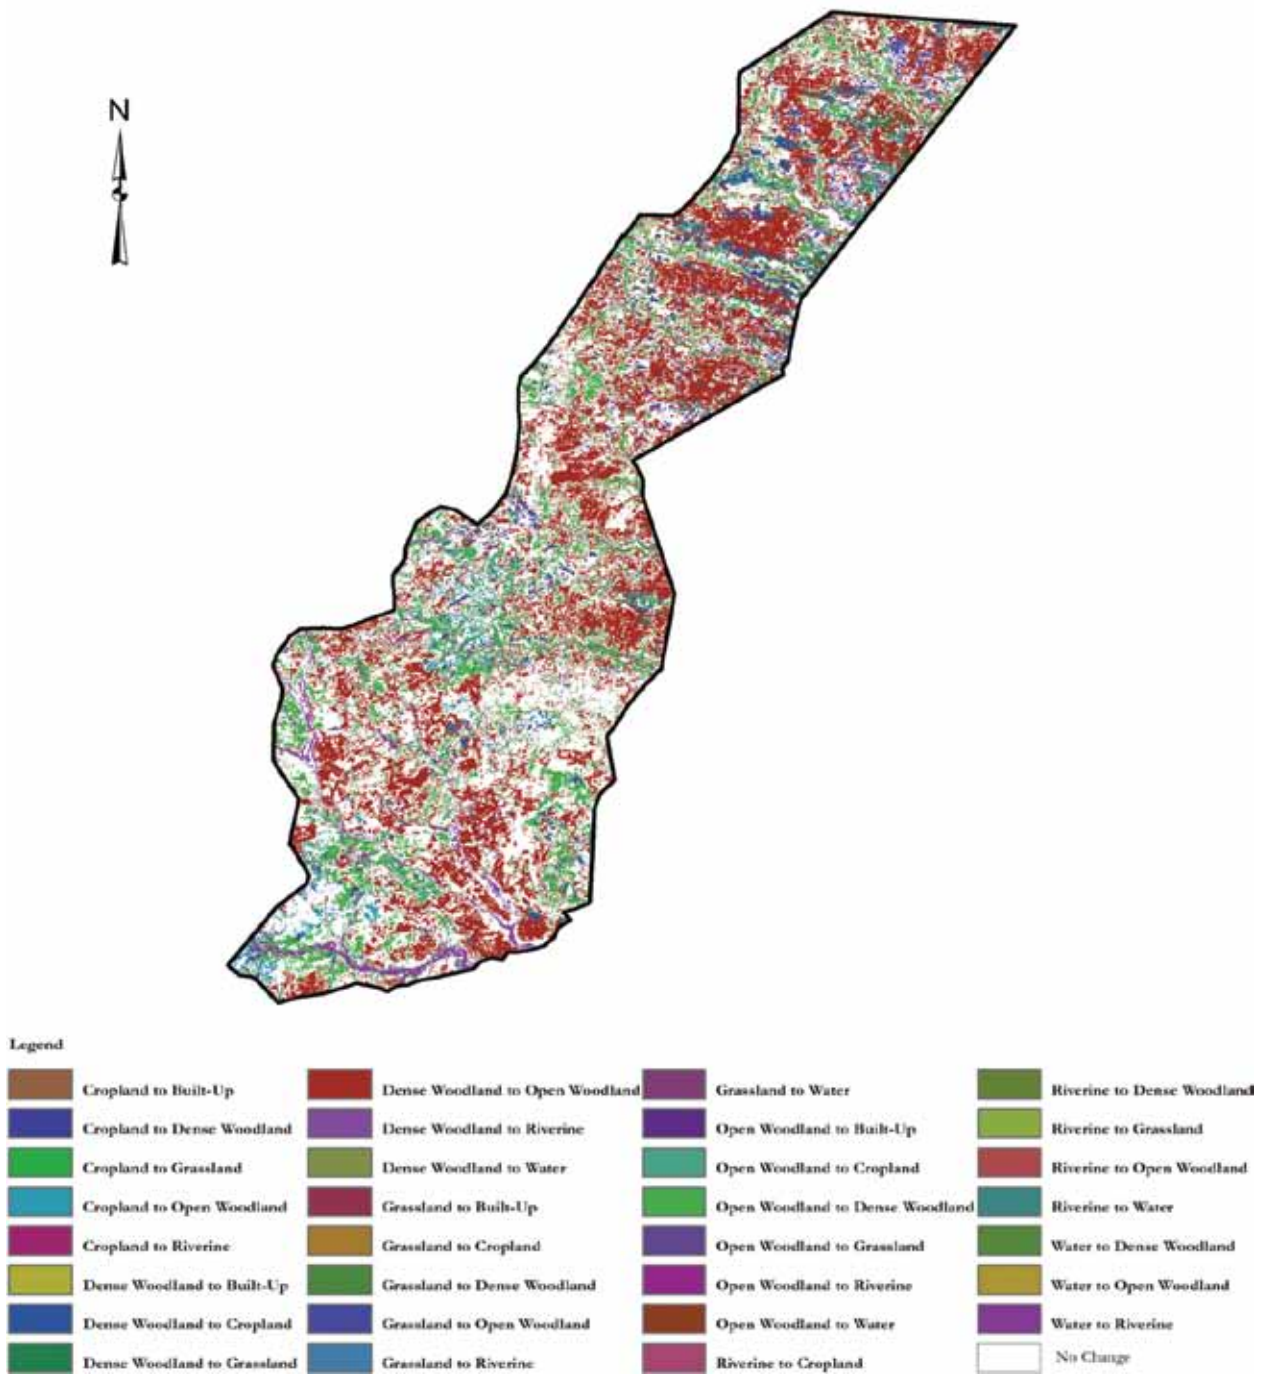 N
Legend
Cropland to Built-Up
Cropland to Dense Woodland
Cropland to Grassland
Cropland to Open Woodland
Cropland to Riverine
Dense Woodland to Built-Up
Dense Woodland to Cropland
Dense Woodland to Grassland
Dense Woodland to Open Woodland
Dense Woodland to Riverine
Dense Woodland to Water
Grassland to Built-Up
Grassland to Cropland
Grassland to Dense Woodland
Grassland to Open Woodland
Grassland to Riverine
Grassland to Water
Open Woodland to Built-Up
Open Woodland to Cropland
Open Woodland to Dense Woodland
Open Woodland to Grassland
Open Woodland to Riverine
Open Woodland to Water
Riverine to Cropland
Riverine to Dense Woodland
Riverine to Grassland
Riverine to Open Woodland
Riverine to Water
Water to Dense Woodland
Water to Open Woodland
Water to Riverine
No Change